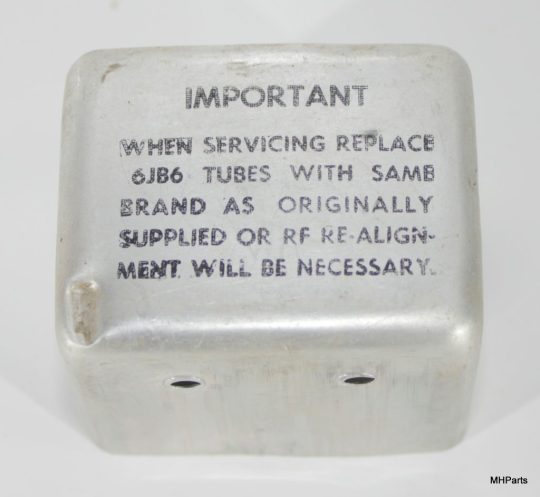 IMPORTANT
WHEN SERVICING REPLACE
6JB6 TUBES WITH SAME
BRAND AS ORIGINALLY
SUPPLIED OR RF RE-ALIGN-
MENT WILL BE NECESSARY.
MHParts